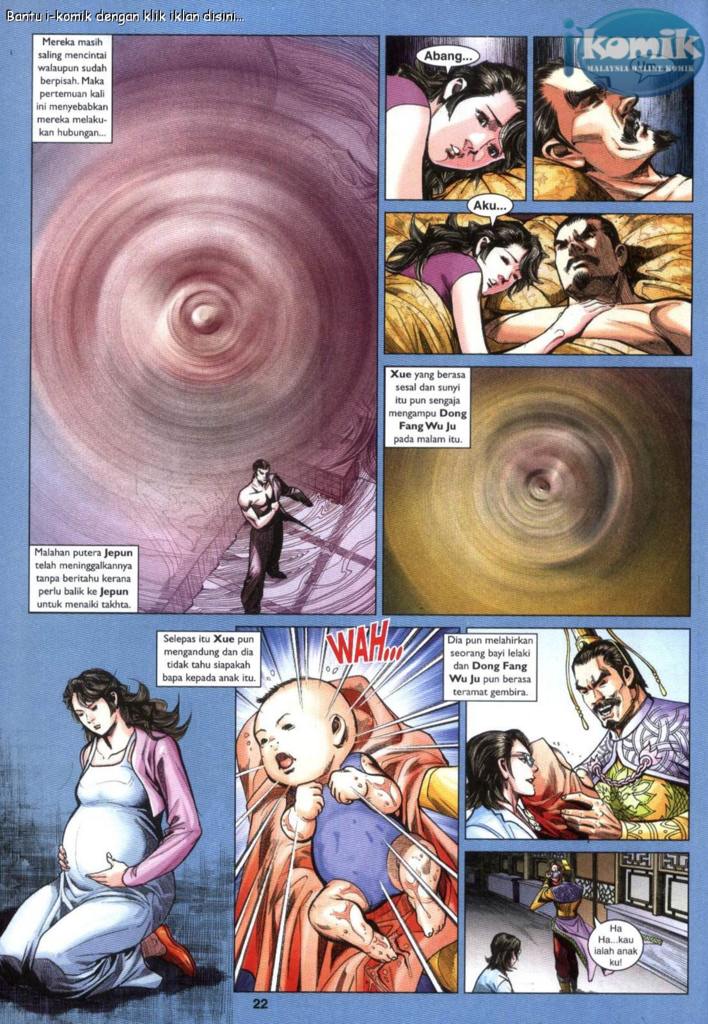 Bantu i-komik dengan klik iklan disini...
ikomik
MALAYSIA ONLINE KOMIK
Mereka masih
saling mencintai
walaupun sudah
berpisah. Maka
pertemuan kali
ini menyebabkan
mereka melaku-
kan hubungan...
Abang...
Aku...
Xue yang berasa
sesal dan sunyi
itu pun sengaja
mengampu Dong
Fang Wu Ju
pada malam itu.
Malahan putera Jepun
telah meninggalkannya
tanpa beritahu kerana
perlu balik ke Jepun
untuk menaiki takhta.
Selepas itu Xue pun
mengandung dan dia
tidak tahu siapakah
bapa kepada anak itu.
WAH...
Dia pun melahirkan
seorang bayi lelaki
dan Dong Fang
Wu Ju pun berasa
teramat gembira.
Ha
Ha...kau
ialah anak
ku!
22